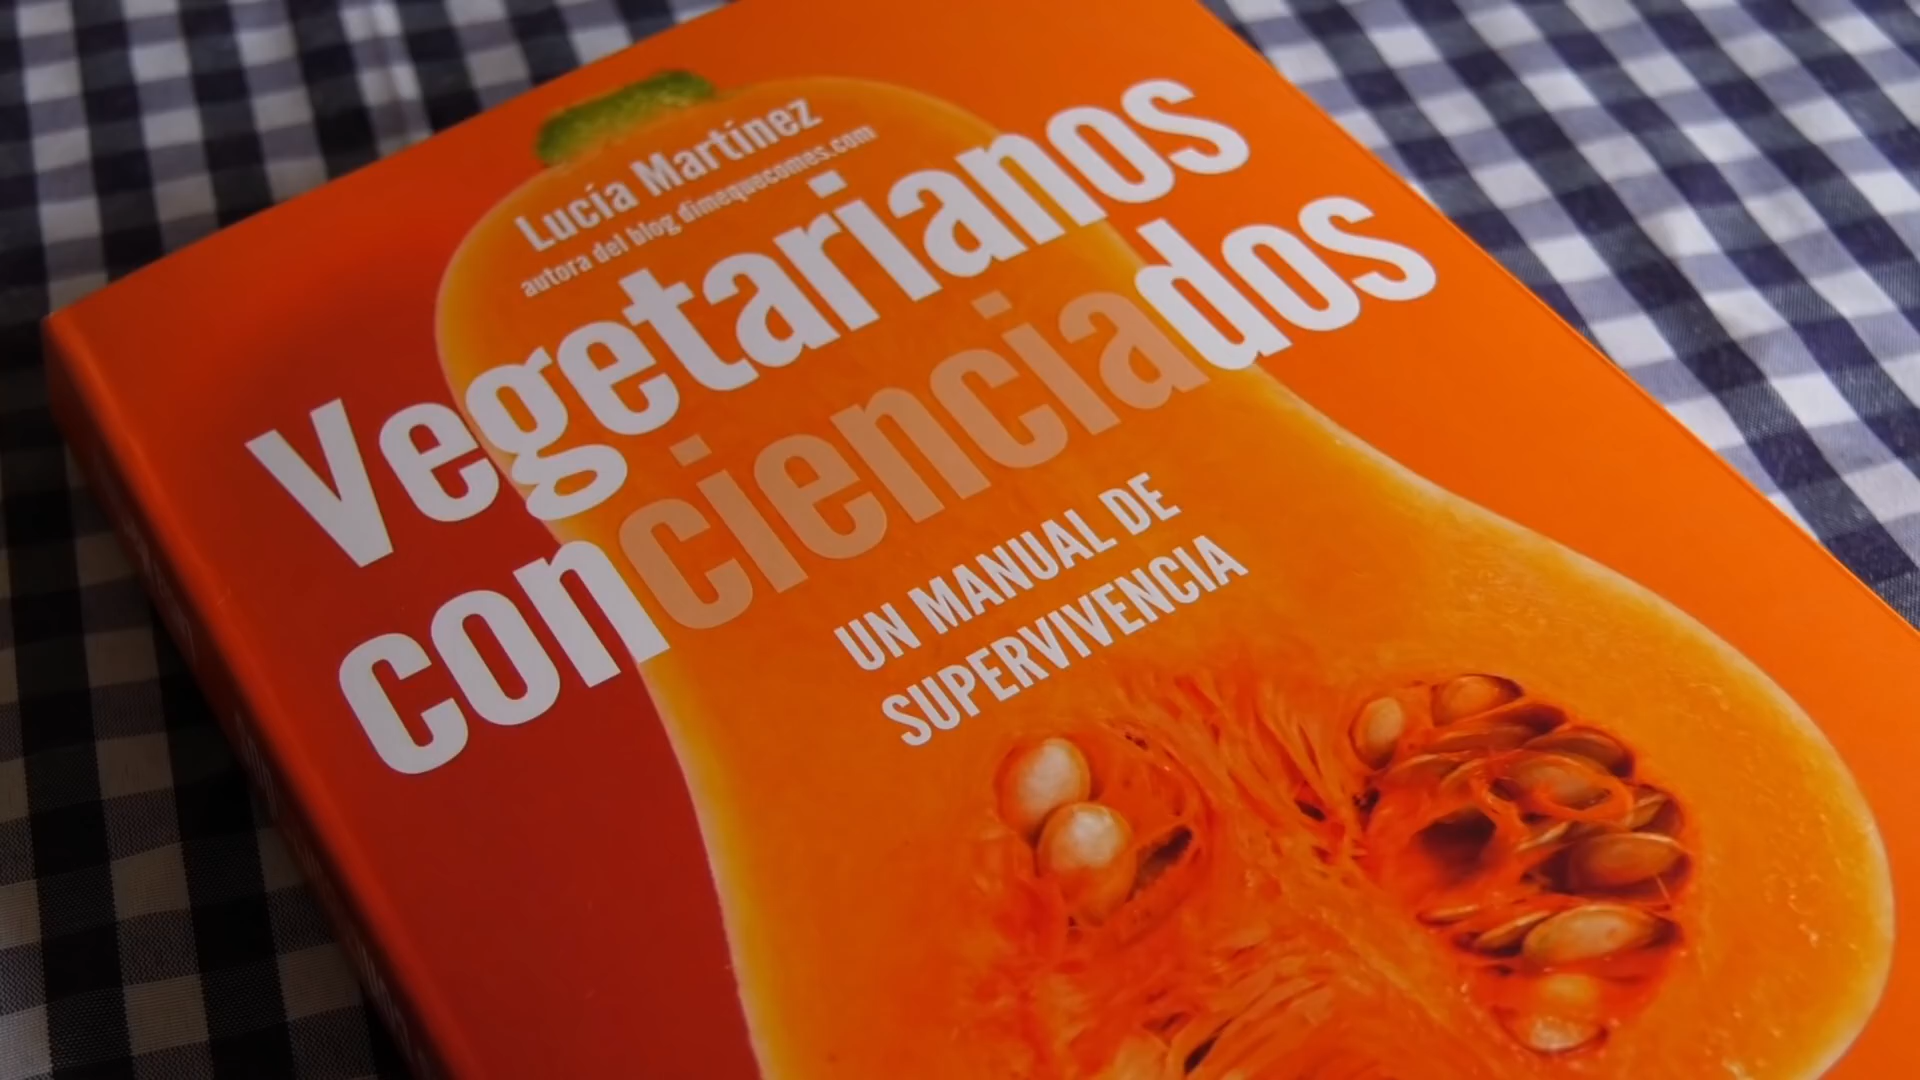 Lucía Martínez
autora del blog dimequecomes.com
Vegetarianos
concienciados
UN MANUAL DE
SUPERVIVENCIA